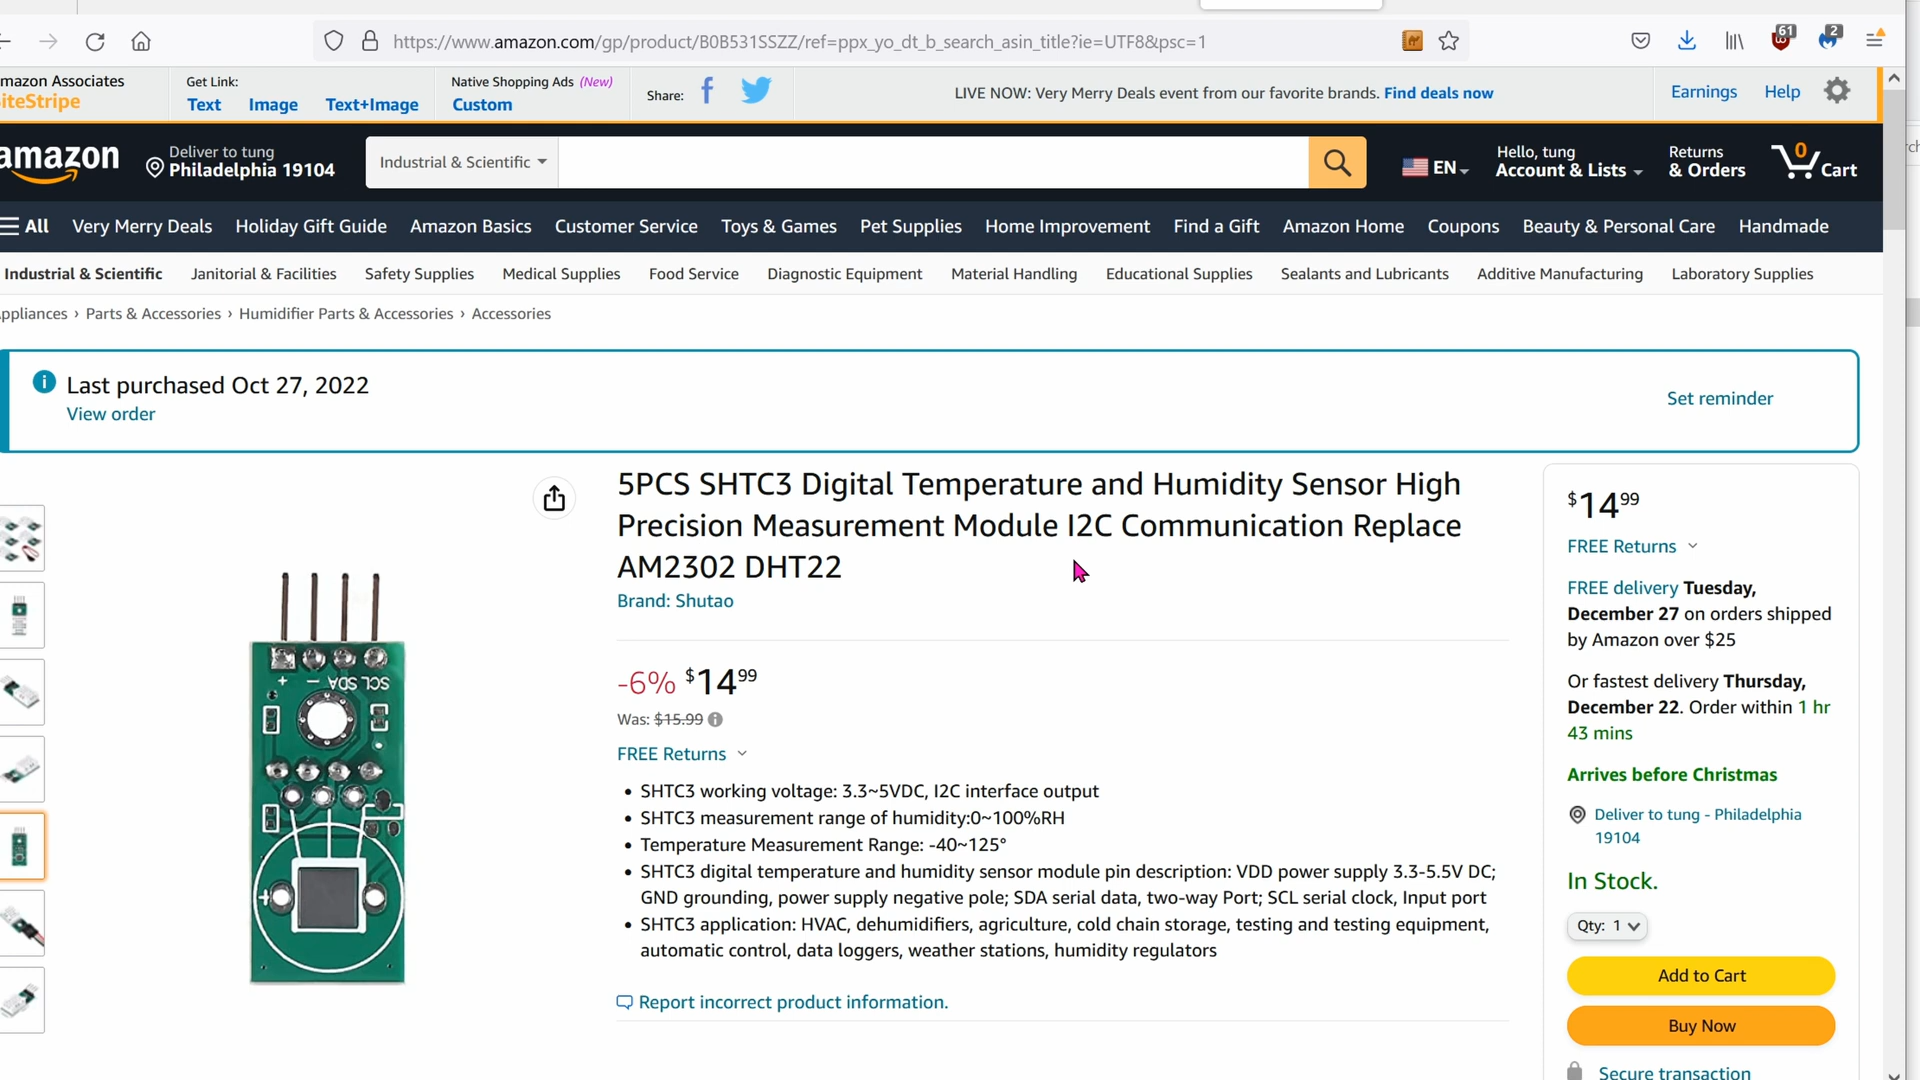 https://www.amazon.com/gp/product/B0B531SSZZ/ref=ppx_yo_dt_b_search_asin_title?ie=UTF8&psc=1
61
2
mazon Associates
iteStripe
Get Link:
Text Image Text+Image
Native Shopping Ads (New)
Custom
Share:
LIVE NOW: Very Merry Deals event from our favorite brands. Find deals now
Earnings
Help
amazon
Deliver to tung
Philadelphia 19104
Industrial & Scientific
EN
Hello, tung
Account & Lists
Returns
& Orders
0
Cart
All Very Merry Deals Holiday Gift Guide Amazon Basics Customer Service Toys & Games Pet Supplies Home Improvement Find a Gift Amazon Home Coupons Beauty & Personal Care Handmade
Industrial & Scientific Janitorial & Facilities Safety Supplies Medical Supplies Food Service Diagnostic Equipment Material Handling Educational Supplies Sealants and Lubricants Additive Manufacturing Laboratory Supplies
ppliances › Parts & Accessories › Humidifier Parts & Accessories › Accessories
Last purchased Oct 27, 2022
View order
Set reminder
5PCS SHTC3 Digital Temperature and Humidity Sensor High
Precision Measurement Module I2C Communication Replace
AM2302 DHT22
Brand: Shutao
-6% $14 99
Was: $15.99
FREE Returns
• SHTC3 working voltage: 3.3~5VDC, I2C interface output
• SHTC3 measurement range of humidity:0~100%RH
• Temperature Measurement Range: -40~125°
• SHTC3 digital temperature and humidity sensor module pin description: VDD power supply 3.3-5.5V DC;
GND grounding, power supply negative pole; SDA serial data, two-way Port; SCL serial clock, Input port
• SHTC3 application: HVAC, dehumidifiers, agriculture, cold chain storage, testing and testing equipment,
automatic control, data loggers, weather stations, humidity regulators
Report incorrect product information.
+ − SDA SCL
+
$14 99
FREE Returns
FREE delivery Tuesday,
December 27 on orders shipped
by Amazon over $25
Or fastest delivery Thursday,
December 22. Order within 1 hr
43 mins
Arrives before Christmas
Deliver to tung - Philadelphia
19104
In Stock.
Qty: 1
Add to Cart
Buy Now
Secure transaction